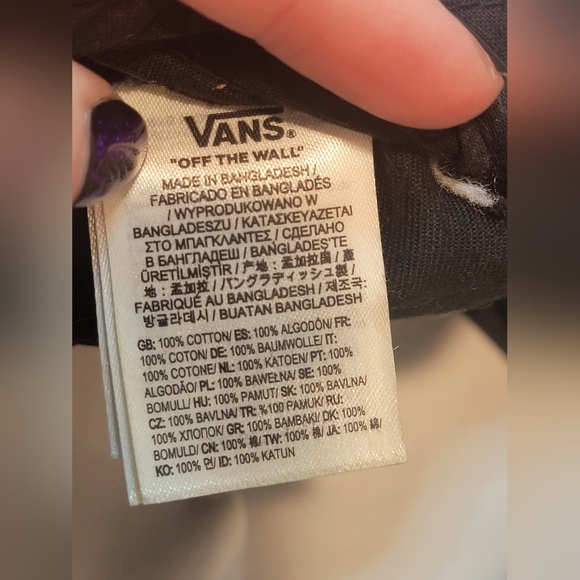 VANS®
"OFF THE WALL"
MADE IN BANGLADESH /
FABRICADO EN BANGLADÉS
/ WYPRODUKOWANO W
BANGLADESZU / ΚΑΤΑΣΚΕΥΑΖΕΤΑΙ
ΣΤΟ ΜΠΑΓΚΛΑΝΤΕΣ / СДЕЛАНО
В БАНГЛАДЕШ / BANGLADEŞ'TE
ÜRETİLMİŞTİR / 产地：孟加拉国 / 產
地：孟加拉 / バングラディッシュ製 /
FABRIQUÉ AU BANGLADESH / 제조국:
방글라데시 / BUATAN BANGLADESH
GB: 100% COTTON/ ES: 100% ALGODÓN/ FR:
100% COTON/ DE: 100% BAUMWOLLE/ IT:
100% COTONE/ NL: 100% KATOEN/ PT: 100%
ALGODÃO/ PL: 100% BAWEŁNA/ SE: 100%
BOMULL/ HU: 100% PAMUT/ SK: 100% BAVLNA/
CZ: 100% BAVLNA/ TR: %100 PAMUK/ RU:
100% ХЛОПОК/ GR: 100% ΒΑΜΒΑΚΙ/ DK: 100%
BOMULD/ CN: 100% 棉/ TW: 100% 棉/ JA: 100% 綿/
KO: 100% 면/ ID: 100% KATUN